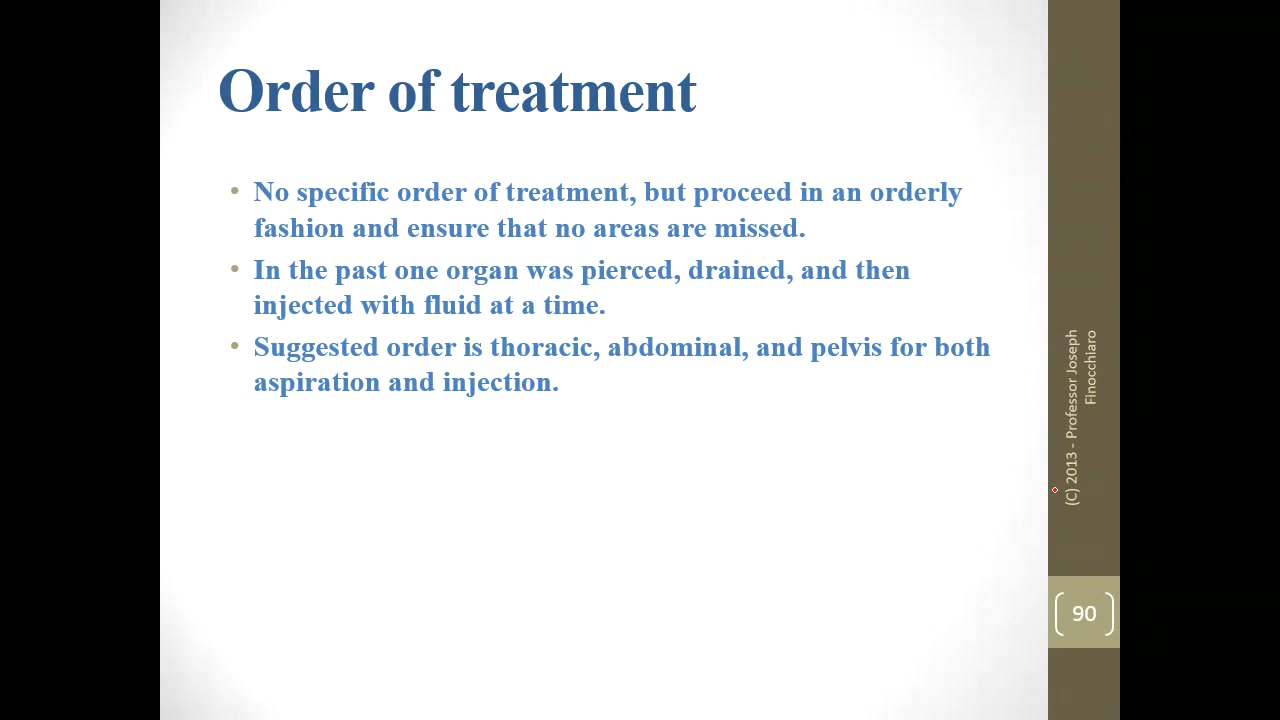 Order of treatment
• No specific order of treatment, but proceed in an orderly
fashion and ensure that no areas are missed.
• In the past one organ was pierced, drained, and then
injected with fluid at a time.
• Suggested order is thoracic, abdominal, and pelvis for both
aspiration and injection.
(C) 2013 - Professor Joseph
Finocchiaro
90